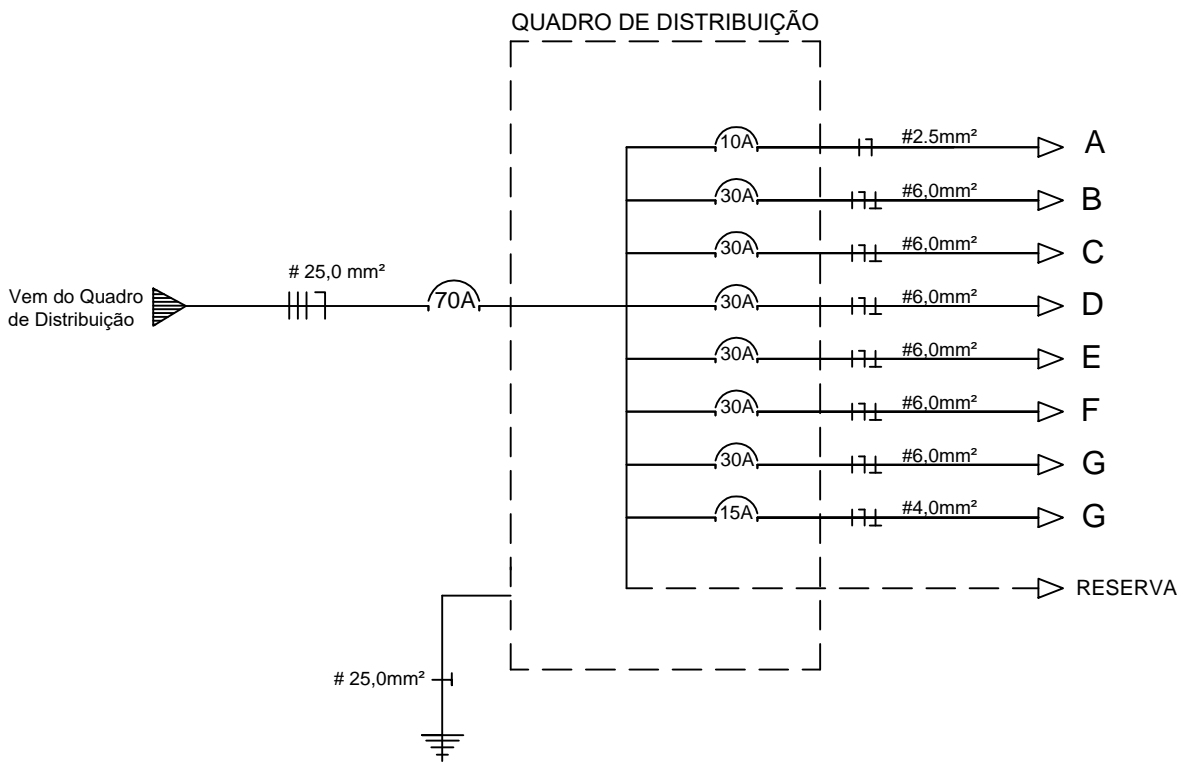 QUADRO DE DISTRIBUIÇÃO
10A #2.5mm² A
30A #6,0mm² B
30A #6,0mm² C
# 25,0 mm²
Vem do Quadro
de Distribuição
70A
30A #6,0mm² D
30A #6,0mm² E
30A #6,0mm² F
30A #6,0mm² G
15A #4,0mm² G
RESERVA
# 25,0mm²